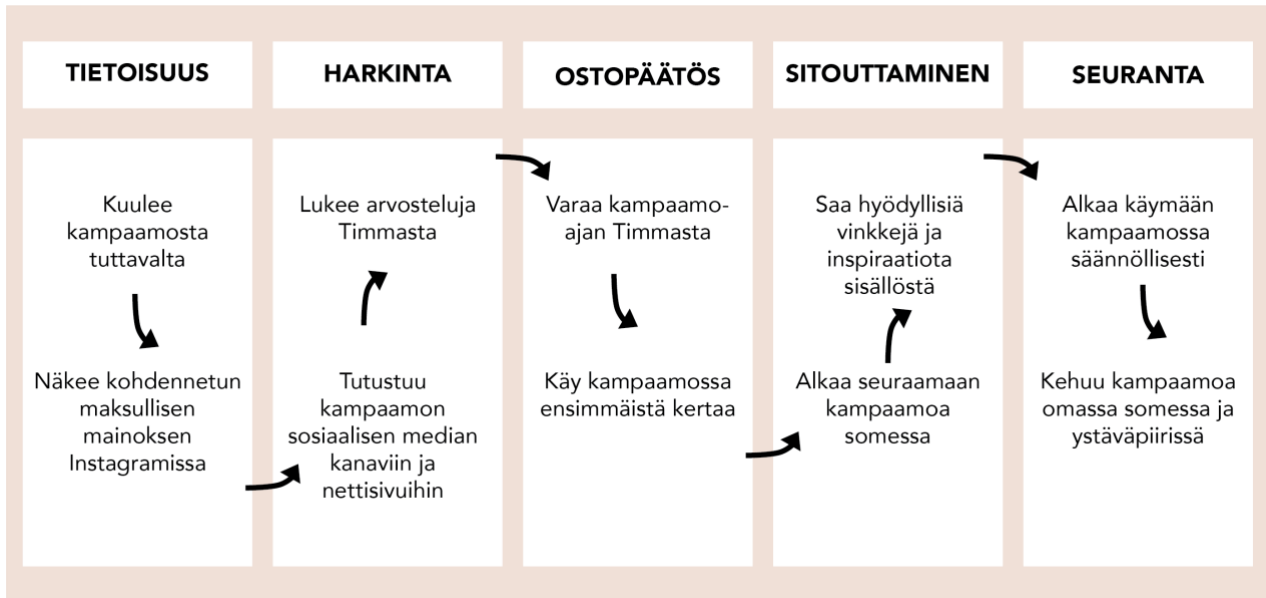 TIETOISUUS
HARKINTA
OSTOPÄÄTÖS
SITOUTTAMINEN
SEURANTA
Kuulee
kampaamosta
tuttavalta
Näkee kohdennetun
maksullisen
mainoksen
Instagramissa
Lukee arvosteluja
Timmasta
Tutustuu
kampaamon
sosiaalisen median
kanaviin ja
nettisivuihin
Varaa kampaamo-
ajan Timmasta
Käy kampaamossa
ensimmäistä kertaa
Saa hyödyllisiä
vinkkejä ja
inspiraatiota
sisällöstä
Alkaa seuraamaan
kampaamoa
somessa
Alkaa käymään
kampaamossa
säännöllisesti
Kehuu kampaamoa
omassa somessa ja
ystäväpiirissä